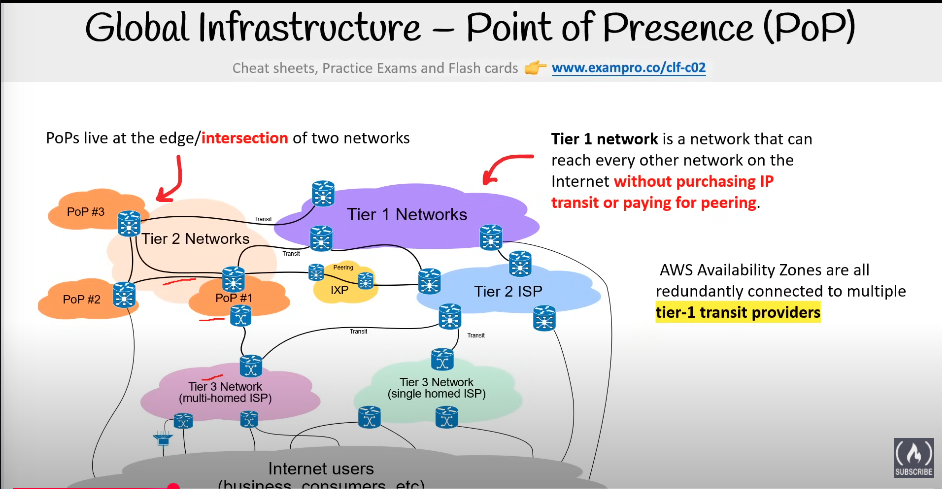 Global Infrastructure – Point of Presence (PoP)
Cheat sheets, Practice Exams and Flash cards 👉 www.exampro.co/clf-c02
PoPs live at the edge/intersection of two networks
Tier 1 network is a network that can
reach every other network on the
Internet without purchasing IP
transit or paying for peering.
PoP #3
Transit
Tier 1 Networks
Tier 2 Networks
Transit
Peering
IXP
PoP #2
PoP #1
Tier 2 ISP
AWS Availability Zones are all
redundantly connected to multiple
tier-1 transit providers
Transit
Transit
Tier 3 Network
(multi-homed ISP)
Tier 3 Network
(single homed ISP)
Internet users
(business, consumers, etc)
SUBSCRIBE